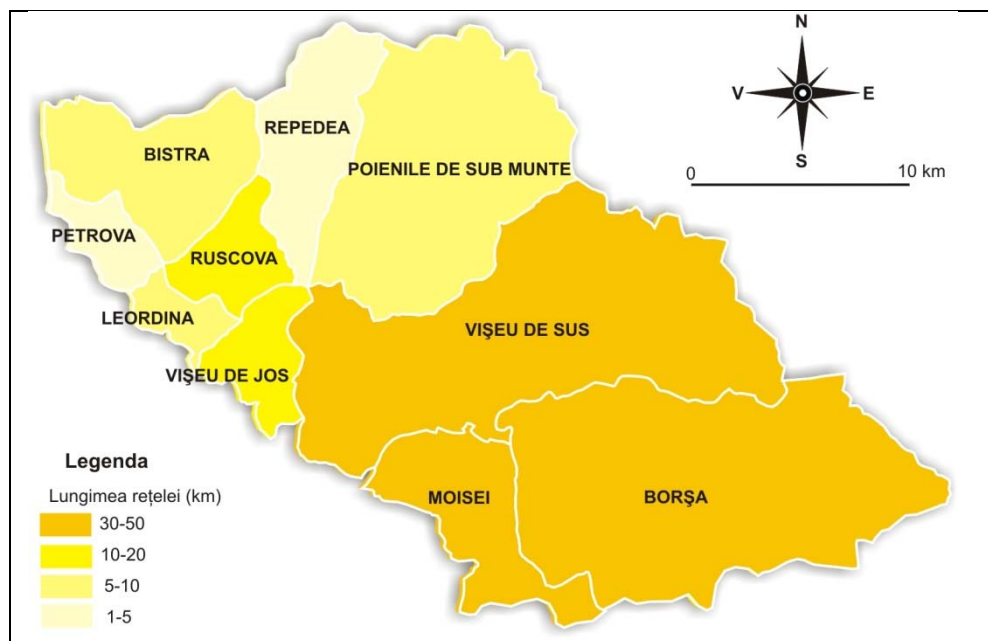 N
REPEDEA
V
E
BISTRA
POIENILE DE SUB MUNTE
S
0
10 km
PETROVA
RUSCOVA
LEORDINA
VIŞEU DE SUS
VIŞEU DE JOS
Legenda
Lungimea rețelei (km)
MOISEI
BORŞA
30-50
10-20
5-10
1-5